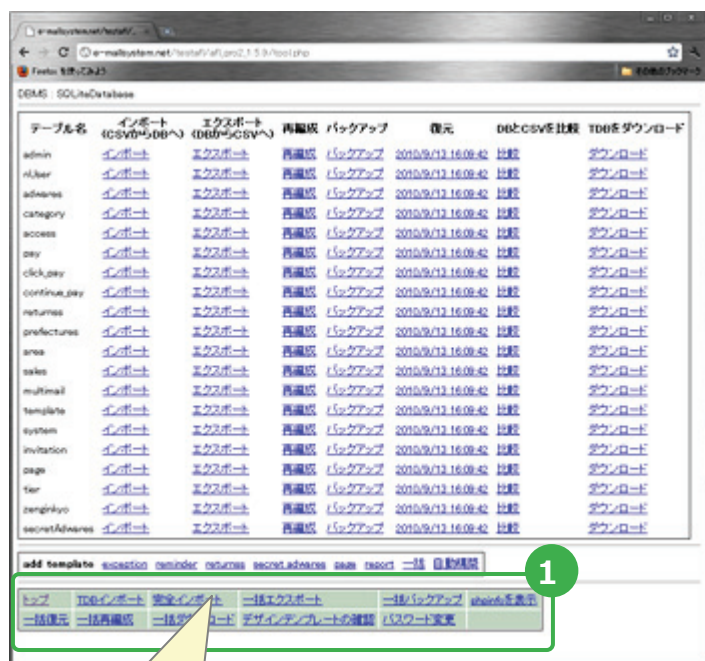 e-mailsystem.net/testafl/afl_pro2_1.5.9/tool.php
DBMS : SQLiteDatabase
テーブル名 インポート (CSVからDBへ) エクスポート (DBからCSVへ) 再編成 バックアップ 復元 DBとCSVを比較 TDBをダウンロード
admin インポート エクスポート 再編成 バックアップ 2010/9/13 16:09:42 比較 ダウンロード
nUser インポート エクスポート 再編成 バックアップ 2010/9/13 16:09:42 比較 ダウンロード
adwares インポート エクスポート 再編成 バックアップ 2010/9/13 16:09:42 比較 ダウンロード
category インポート エクスポート 再編成 バックアップ 2010/9/13 16:09:42 比較 ダウンロード
access インポート エクスポート 再編成 バックアップ 2010/9/13 16:09:42 比較 ダウンロード
pay インポート エクスポート 再編成 バックアップ 2010/9/13 16:09:42 比較 ダウンロード
click_pay インポート エクスポート 再編成 バックアップ 2010/9/13 16:09:42 比較 ダウンロード
continue_pay インポート エクスポート 再編成 バックアップ 2010/9/13 16:09:42 比較 ダウンロード
returnss インポート エクスポート 再編成 バックアップ 2010/9/13 16:09:42 比較 ダウンロード
prefectures インポート エクスポート 再編成 バックアップ 2010/9/13 16:09:42 比較 ダウンロード
area インポート エクスポート 再編成 バックアップ 2010/9/13 16:09:42 比較 ダウンロード
sales インポート エクスポート 再編成 バックアップ 2010/9/13 16:09:42 比較 ダウンロード
multimail インポート エクスポート 再編成 バックアップ 2010/9/13 16:09:42 比較 ダウンロード
template インポート エクスポート 再編成 バックアップ 2010/9/13 16:09:42 比較 ダウンロード
system インポート エクスポート 再編成 バックアップ 2010/9/13 16:09:42 比較 ダウンロード
invitation インポート エクスポート 再編成 バックアップ 2010/9/13 16:09:42 比較 ダウンロード
page インポート エクスポート 再編成 バックアップ 2010/9/13 16:09:42 比較 ダウンロード
tier インポート エクスポート 再編成 バックアップ 2010/9/13 16:09:42 比較 ダウンロード
zenginkyo インポート エクスポート 再編成 バックアップ 2010/9/13 16:09:42 比較 ダウンロード
secretAdwares インポート エクスポート 再編成 バックアップ 2010/9/13 16:09:42 比較 ダウンロード
add template exception reminder returnss secret.adwares page report 一括 自動構築
1
トップ TDBインポート 完全インポート 一括エクスポート 一括バックアップ phpinfoを表示
一括復元 一括再編成 一括ダウンロード デザインテンプレートの確認 パスワード変更